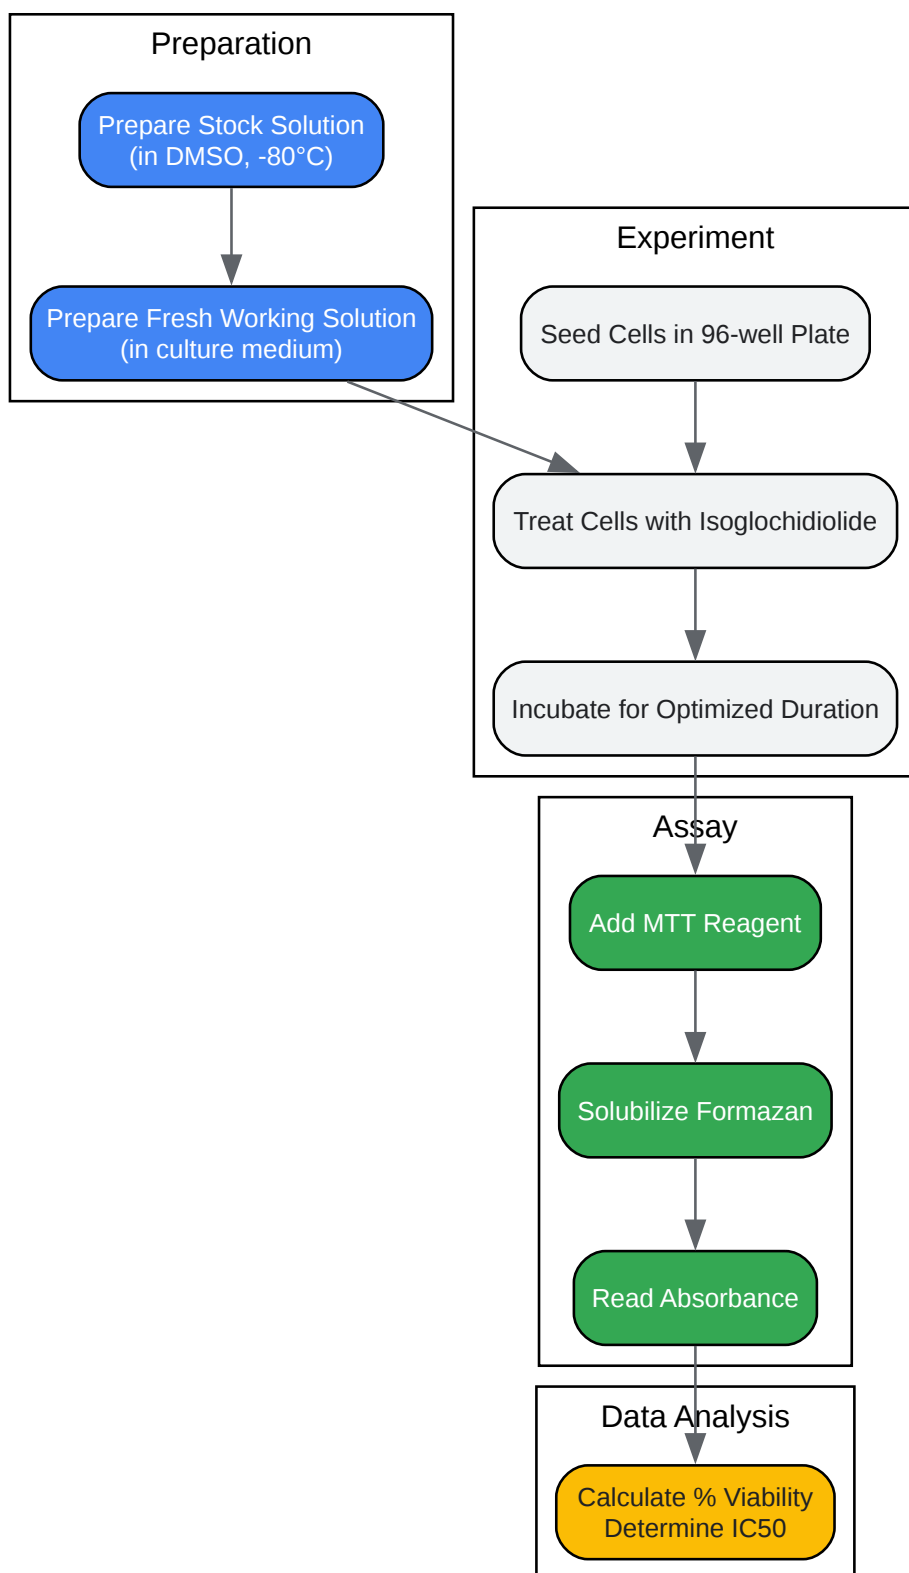 Preparation
Prepare Stock Solution
(in DMSO, -80°C)
Prepare Fresh Working Solution
(in culture medium)
Experiment
Seed Cells in 96-well Plate
Treat Cells with Isoglochidiolide
Incubate for Optimized Duration
Assay
Add MTT Reagent
Solubilize Formazan
Read Absorbance
Data Analysis
Calculate % Viability
Determine IC50